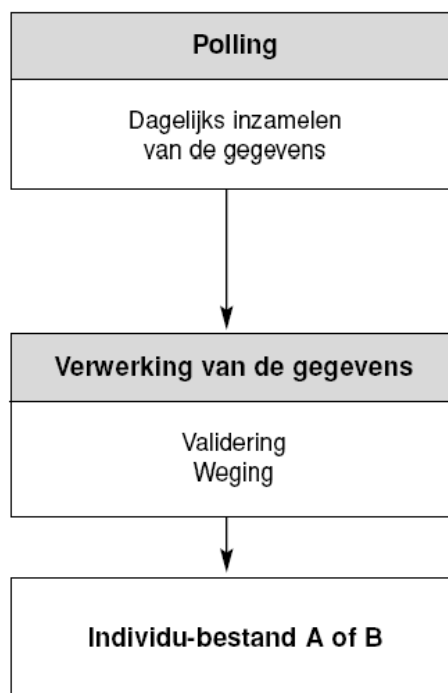 Polling
Dagelijks inzamelen
van de gegevens
Verwerking van de gegevens
Validering
Weging
Individu-bestand A of B